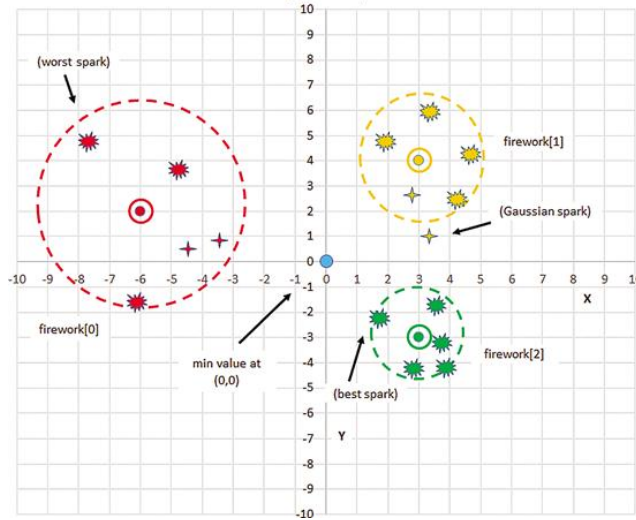 10
9
8
7
6
5
4
3
2
1
0
-1
-2
-3
-4
-5
-6
-7
-8
-9
-10
-10 -9 -8 -7 -6 -5 -4 -3 -2 -1 0 1 2 3 4 5 6 7 8 9 10
(worst spark)
firework[1]
(Gaussian spark)
X
firework[0]
min value at
(0,0)
firework[2]
(best spark)
Y